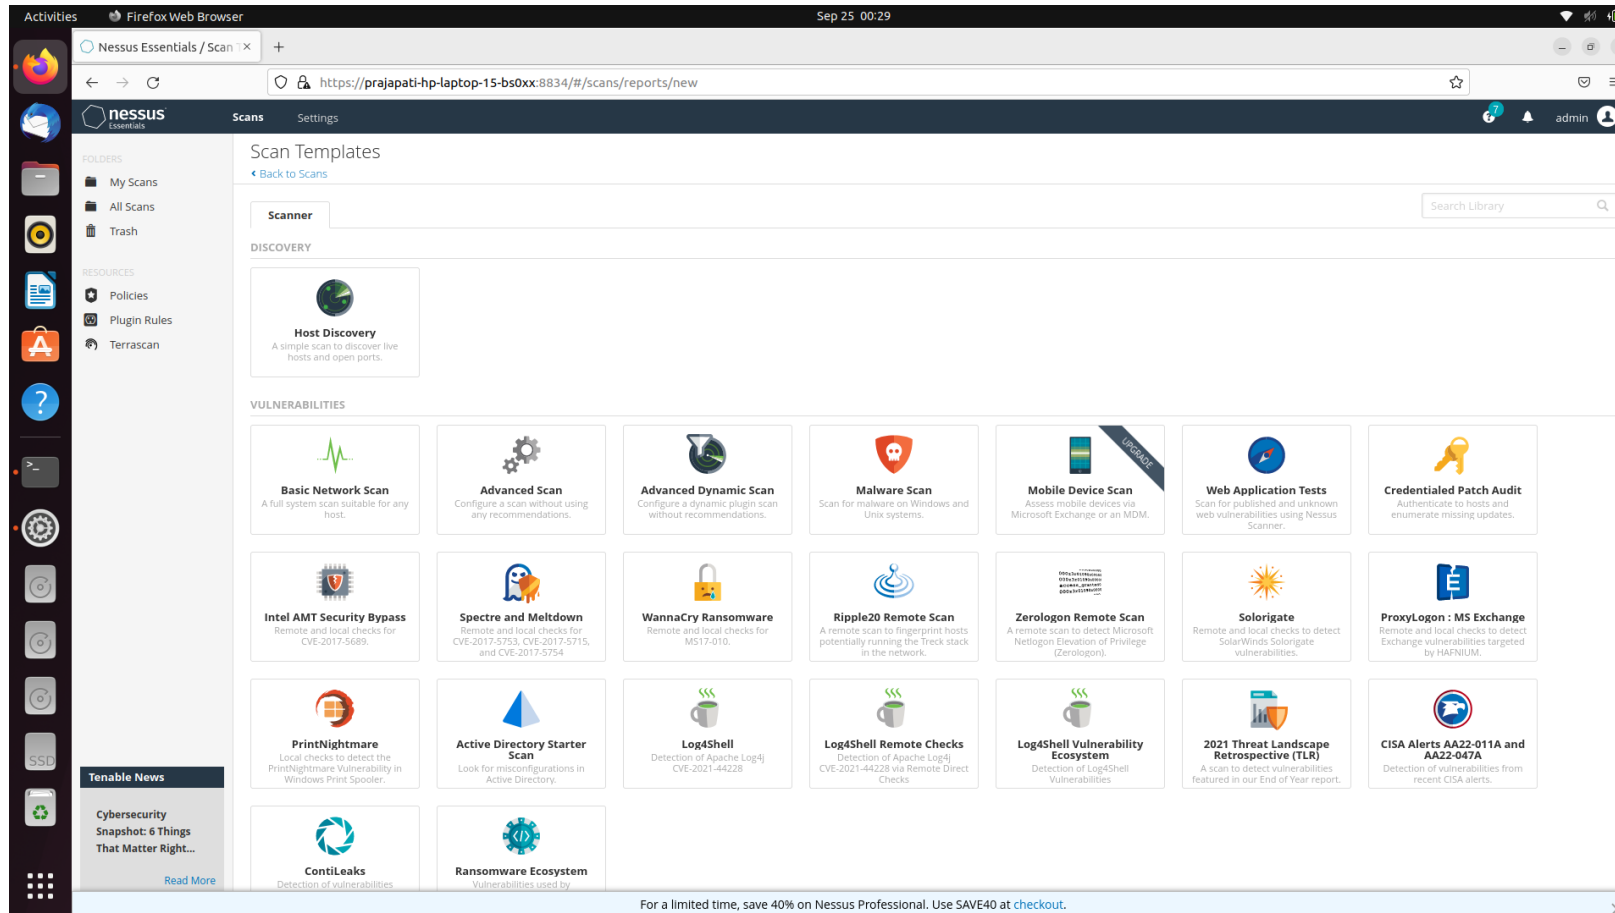 Activities
Firefox Web Browser
Sep 25 00:29
Nessus Essentials / Scan T
https://prajapati-hp-laptop-15-bs0xx:8834/#/scans/reports/new
nessus
Essentials
Scans
Settings
7
admin
FOLDERS
My Scans
All Scans
Trash
RESOURCES
Policies
Plugin Rules
Terrascan
Scan Templates
Back to Scans
Scanner
Search Library
DISCOVERY
Host Discovery
A simple scan to discover live
hosts and open ports.
VULNERABILITIES
Basic Network Scan
A full system scan suitable for any
host.
Advanced Scan
Configure a scan without using
any recommendations.
Advanced Dynamic Scan
Configure a dynamic plugin scan
without recommendations.
Malware Scan
Scan for malware on Windows and
Unix systems.
UPGRADE
Mobile Device Scan
Assess mobile devices via
Microsoft Exchange or an MDM.
Web Application Tests
Scan for published and unknown
web vulnerabilities using Nessus
Scanner.
Credentialed Patch Audit
Authenticate to hosts and
enumerate missing updates.
Intel AMT Security Bypass
Remote and local checks for
CVE-2017-5689.
Spectre and Meltdown
Remote and local checks for
CVE-2017-5753, CVE-2017-5715,
and CVE-2017-5754
WannaCry Ransomware
Remote and local checks for
MS17-010.
Ripple20 Remote Scan
A remote scan to fingerprint hosts
potentially running the Treck stack
in the network.
Zerologon Remote Scan
A remote scan to detect Microsoft
Netlogon Elevation of Privilege
(Zerologon).
Solorigate
Remote and local checks to detect
SolarWinds Solorigate
vulnerabilities.
E
ProxyLogon : MS Exchange
Remote and local checks to detect
Exchange vulnerabilities targeted
by HAFNIUM.
PrintNightmare
Local checks to detect the
PrintNightmare Vulnerability in
Windows Print Spooler.
Active Directory Starter
Scan
Look for misconfigurations in
Active Directory.
Log4Shell
Detection of Apache Log4j
CVE-2021-44228
Log4Shell Remote Checks
Detection of Apache Log4j
CVE-2021-44228 via Remote Direct
Checks
Log4Shell Vulnerability
Ecosystem
Detection of Log4Shell
Vulnerabilities
2021 Threat Landscape
Retrospective (TLR)
A scan to detect vulnerabilities
featured in our End of Year report.
CISA Alerts AA22-011A and
AA22-047A
Detection of vulnerabilities from
recent CISA alerts.
ContiLeaks
Detection of vulnerabilities
Ransomware Ecosystem
Vulnerabilities used by
SSD
Tenable News
Cybersecurity
Snapshot: 6 Things
That Matter Right...
Read More
For a limited time, save 40% on Nessus Professional. Use SAVE40 at checkout.